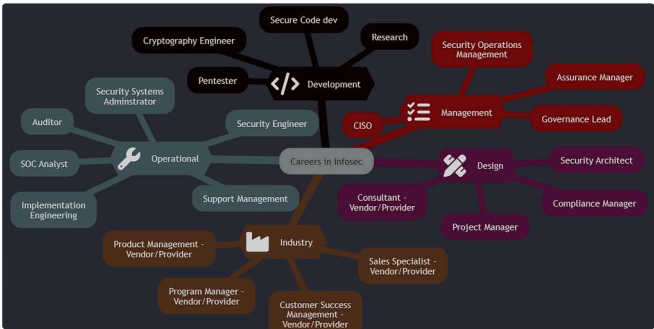 Secure Code dev
Cryptography Engineer
Research
Pentester
</> Development
Security Operations
Management
Assurance Manager
Management
CISO
Governance Lead
Security Systems
Adminstrator
Auditor
Security Engineer
SOC Analyst
Operational
Implementation
Engineering
Support Management
Careers in Infosec
Design
Security Architect
Consultant –
Vendor/Provider
Compliance Manager
Project Manager
Industry
Product Management –
Vendor/Provider
Sales Specialist –
Vendor/Provider
Program Manager –
Vendor/Provider
Customer Success
Management –
Vendor/Provider